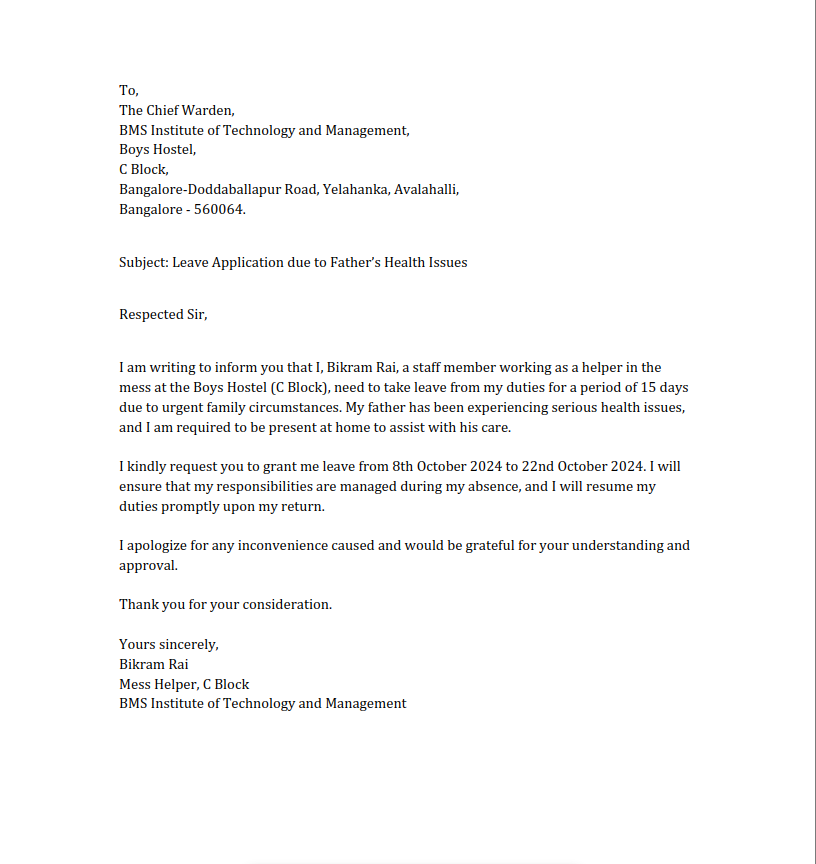 To,
The Chief Warden,
BMS Institute of Technology and Management,
Boys Hostel,
C Block,
Bangalore-Doddaballapur Road, Yelahanka, Avalahalli,
Bangalore - 560064.
Subject: Leave Application due to Father’s Health Issues
Respected Sir,
I am writing to inform you that I, Bikram Rai, a staff member working as a helper in the
mess at the Boys Hostel (C Block), need to take leave from my duties for a period of 15 days
due to urgent family circumstances. My father has been experiencing serious health issues,
and I am required to be present at home to assist with his care.
I kindly request you to grant me leave from 8th October 2024 to 22nd October 2024. I will
ensure that my responsibilities are managed during my absence, and I will resume my
duties promptly upon my return.
I apologize for any inconvenience caused and would be grateful for your understanding and
approval.
Thank you for your consideration.
Yours sincerely,
Bikram Rai
Mess Helper, C Block
BMS Institute of Technology and Management